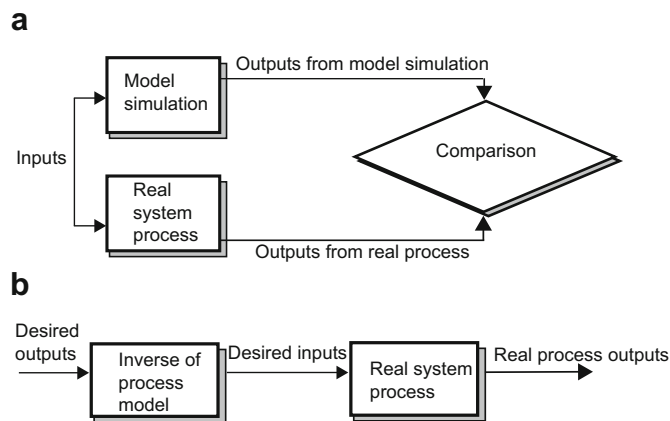 a
Outputs from model simulation
Model
simulation
Comparison
Inputs
Real
system
process
Outputs from real process
b
Desired
outputs
Inverse of
process
model
Desired inputs
Real system
process
Real process outputs